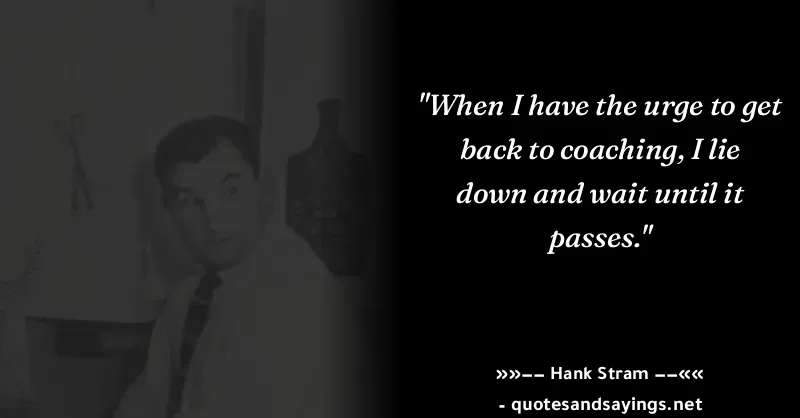 "When I have the urge to get
back to coaching, I lie
down and wait until it
passes."
»»–– Hank Stram ––««
- quotesandsayings.net